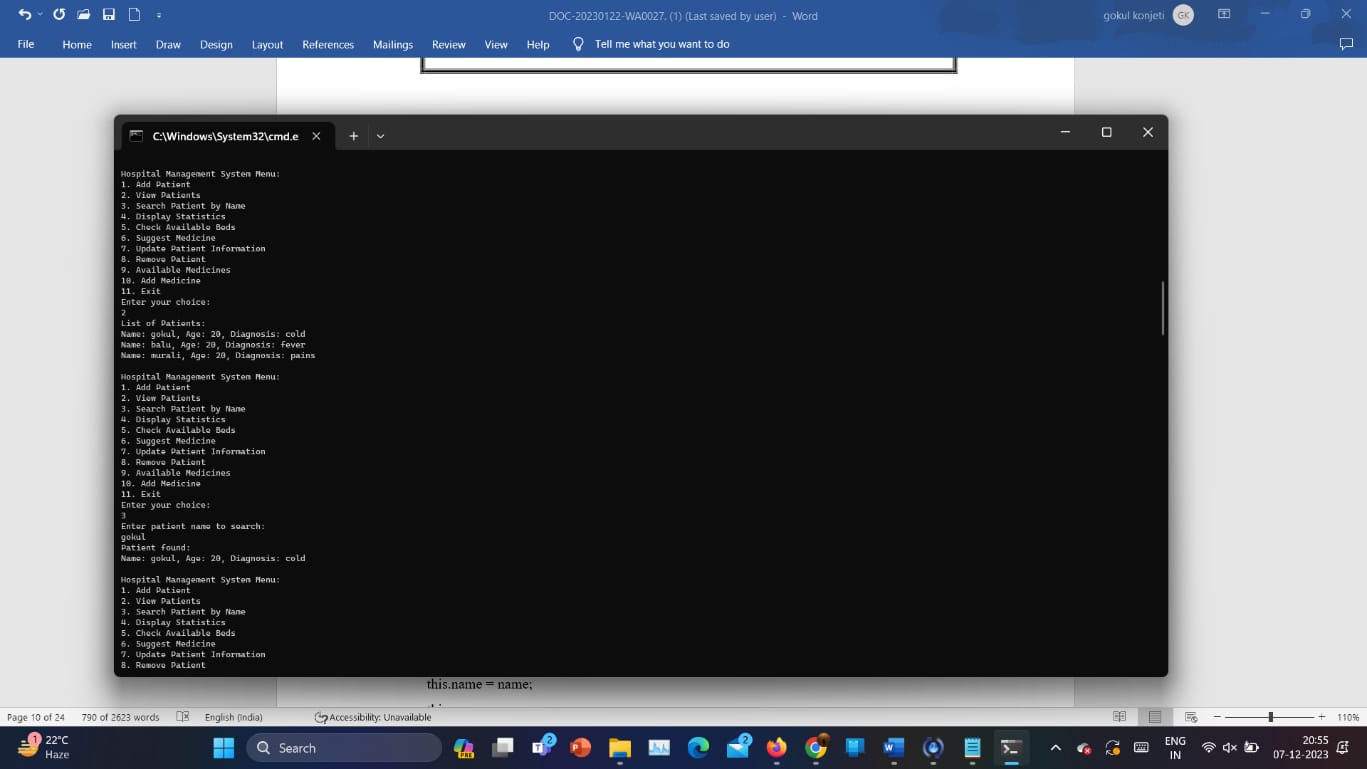 DOC-20230122-WA0027. (1) (Last saved by user) - Word
gokul konjeti GK
File Home Insert Draw Design Layout References Mailings Review View Help Tell me what you want to do
C:\Windows\System32\cmd.e
Hospital Management System Menu:
1. Add Patient
2. View Patients
3. Search Patient by Name
4. Display Statistics
5. Check Available Beds
6. Suggest Medicine
7. Update Patient Information
8. Remove Patient
9. Available Medicines
10. Add Medicine
11. Exit
Enter your choice:
2
List of Patients:
Name: gokul, Age: 20, Diagnosis: cold
Name: balu, Age: 20, Diagnosis: fever
Name: murali, Age: 20, Diagnosis: pains
Hospital Management System Menu:
1. Add Patient
2. View Patients
3. Search Patient by Name
4. Display Statistics
5. Check Available Beds
6. Suggest Medicine
7. Update Patient Information
8. Remove Patient
9. Available Medicines
10. Add Medicine
11. Exit
Enter your choice:
3
Enter patient name to search:
gokul
Patient found:
Name: gokul, Age: 20, Diagnosis: cold
Hospital Management System Menu:
1. Add Patient
2. View Patients
3. Search Patient by Name
4. Display Statistics
5. Check Available Beds
6. Suggest Medicine
7. Update Patient Information
8. Remove Patient
this.name = name;
Page 10 of 24 790 of 2623 words English (India) Accessibility: Unavailable 110%
1 22°C
Haze
Search
2
2
ENG
IN
20:55
07-12-2023